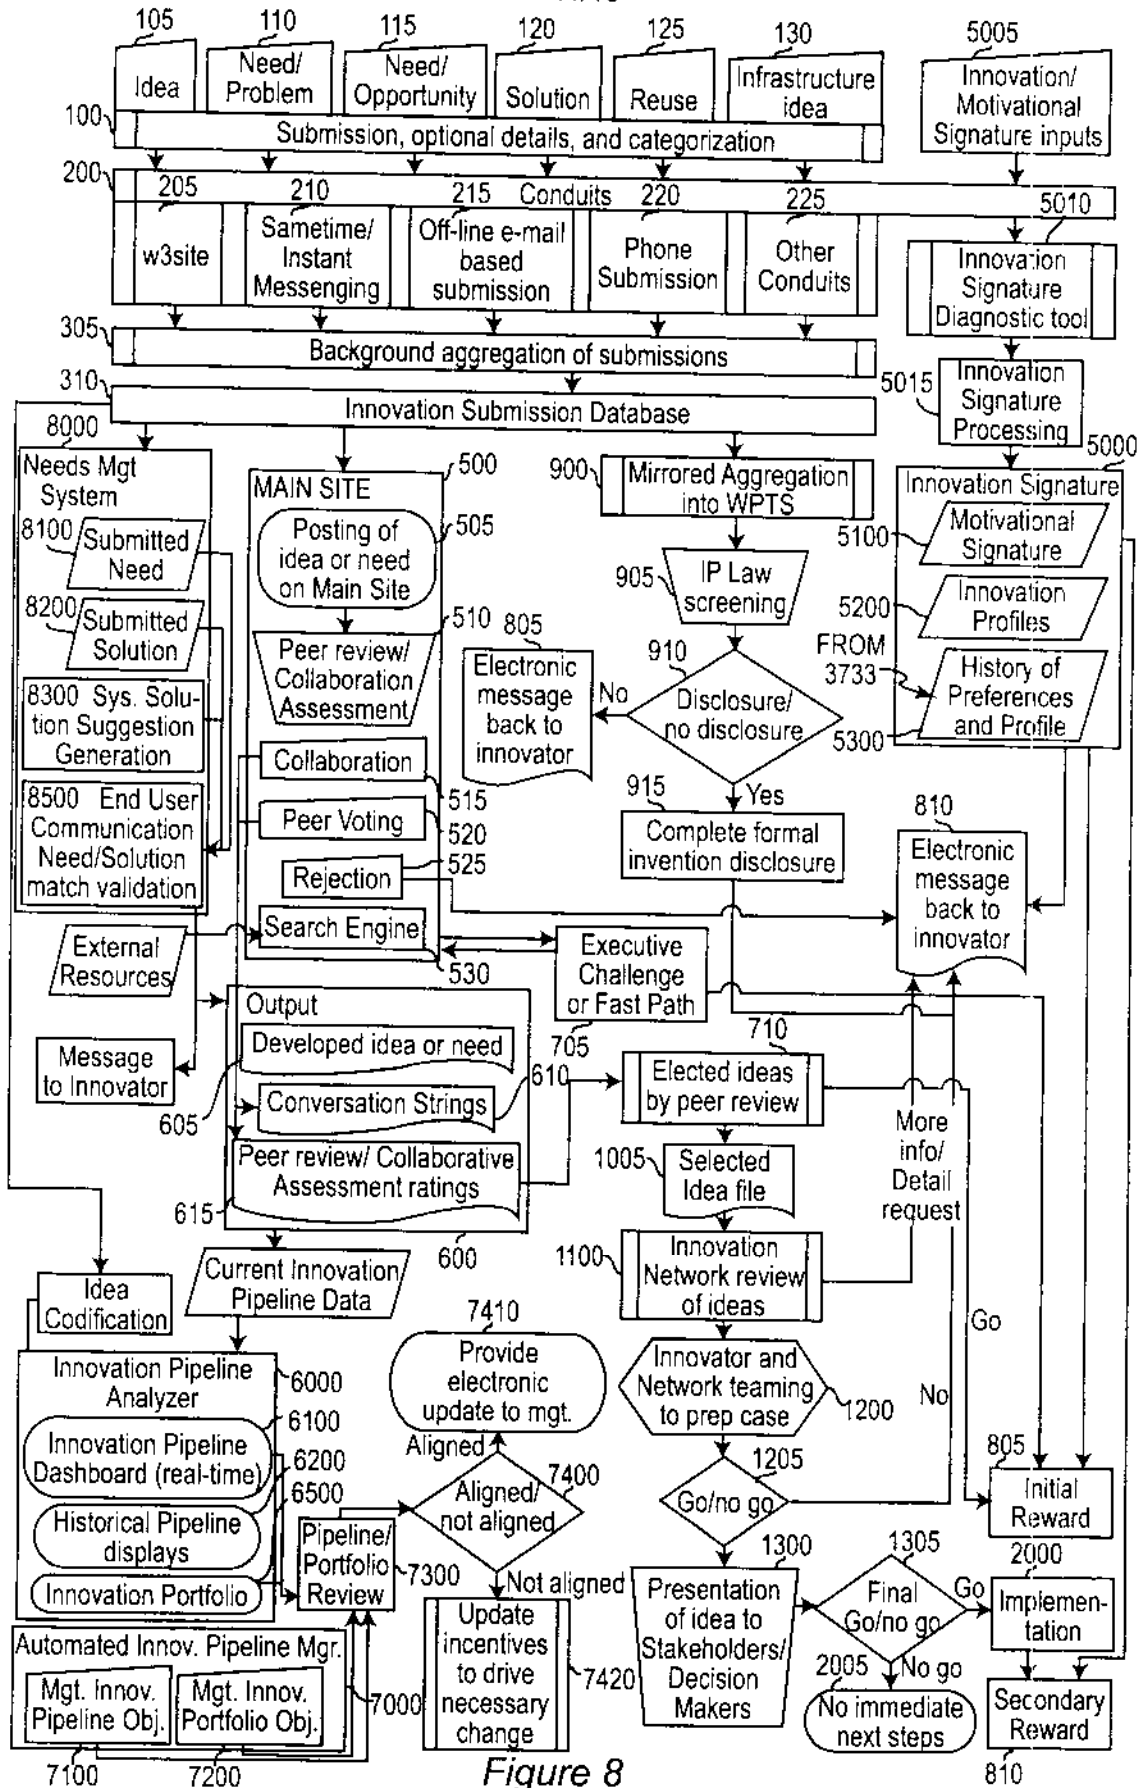 105
110
115
120
125
130
5005
Idea
Need/
Problem
Need/
Opportunity
Solution
Reuse
Infrastructure
idea
Innovation/
Motivational
Signature inputs
100
Submission, optional details, and categorization
200
Conduits
205
210
215
220
225
5010
w3site
Sametime/
Instant
Messenging
Off-line e-mail
based
submission
Phone
Submission
Other
Conduits
Innovation
Signature
Diagnostic tool
305
Background aggregation of submissions
310
Innovation Submission Database
5015
Innovation
Signature
Processing
8000
Needs Mgt
System
8100
Submitted
Need
8200
Submitted
Solution
8300 Sys. Solu-
tion Suggestion
Generation
8500 End User
Communication
Need/Solution
match validation
External
Resources
Message
to Innovator
500
MAIN SITE
505
Posting of
idea or need
on Main Site
510
Peer review/
Collaboration
Assessment
Collaboration
515
Peer Voting
520
525
Rejection
Search Engine
530
900
Mirrored Aggregation
into WPTS
905
IP Law
screening
910
Disclosure/
no disclosure
No
805
Electronic
message
back to
innovator
Yes
915
Complete formal
invention disclosure
5000
Innovation Signature
5100
Motivational
Signature
5200
Innovation
Profiles
FROM
3733
History of
Preferences
and Profile
5300
810
Electronic
message
back to
innovator
Executive
Challenge
or Fast Path
705
Output
Developed idea or need
605
610
Conversation Strings
Peer review/ Collaborative
Assessment ratings
615
600
710
Elected ideas
by peer review
1005
Selected
Idea file
1100
Innovation
Network review
of ideas
More
info/
Detail
request
Go
No
Idea
Codification
Current Innovation
Pipeline Data
Innovation Pipeline
Analyzer
6000
6100
Innovation Pipeline
Dashboard (real-time)
6200
6500
Historical Pipeline
displays
Innovation Portfolio
Automated Innov. Pipeline Mgr.
7000
Mgt. Innov.
Pipeline Obj.
Mgt. Innov.
Portfolio Obj.
7100
7200
7410
Provide
electronic
update to mgt.
Aligned
7400
Aligned/
not aligned
Pipeline/
Portfolio
Review
7300
Not aligned
Update
incentives
to drive
necessary
change
7420
Innovator and
Network teaming
to prep case
1200
1205
Go/no go
1300
Presentation
of idea to
Stakeholders/
Decision
Makers
1305
Final
Go/no go
Go
No go
2005
No immediate
next steps
805
Initial
Reward
2000
Implemen-
tation
Secondary
Reward
810
Figure 8